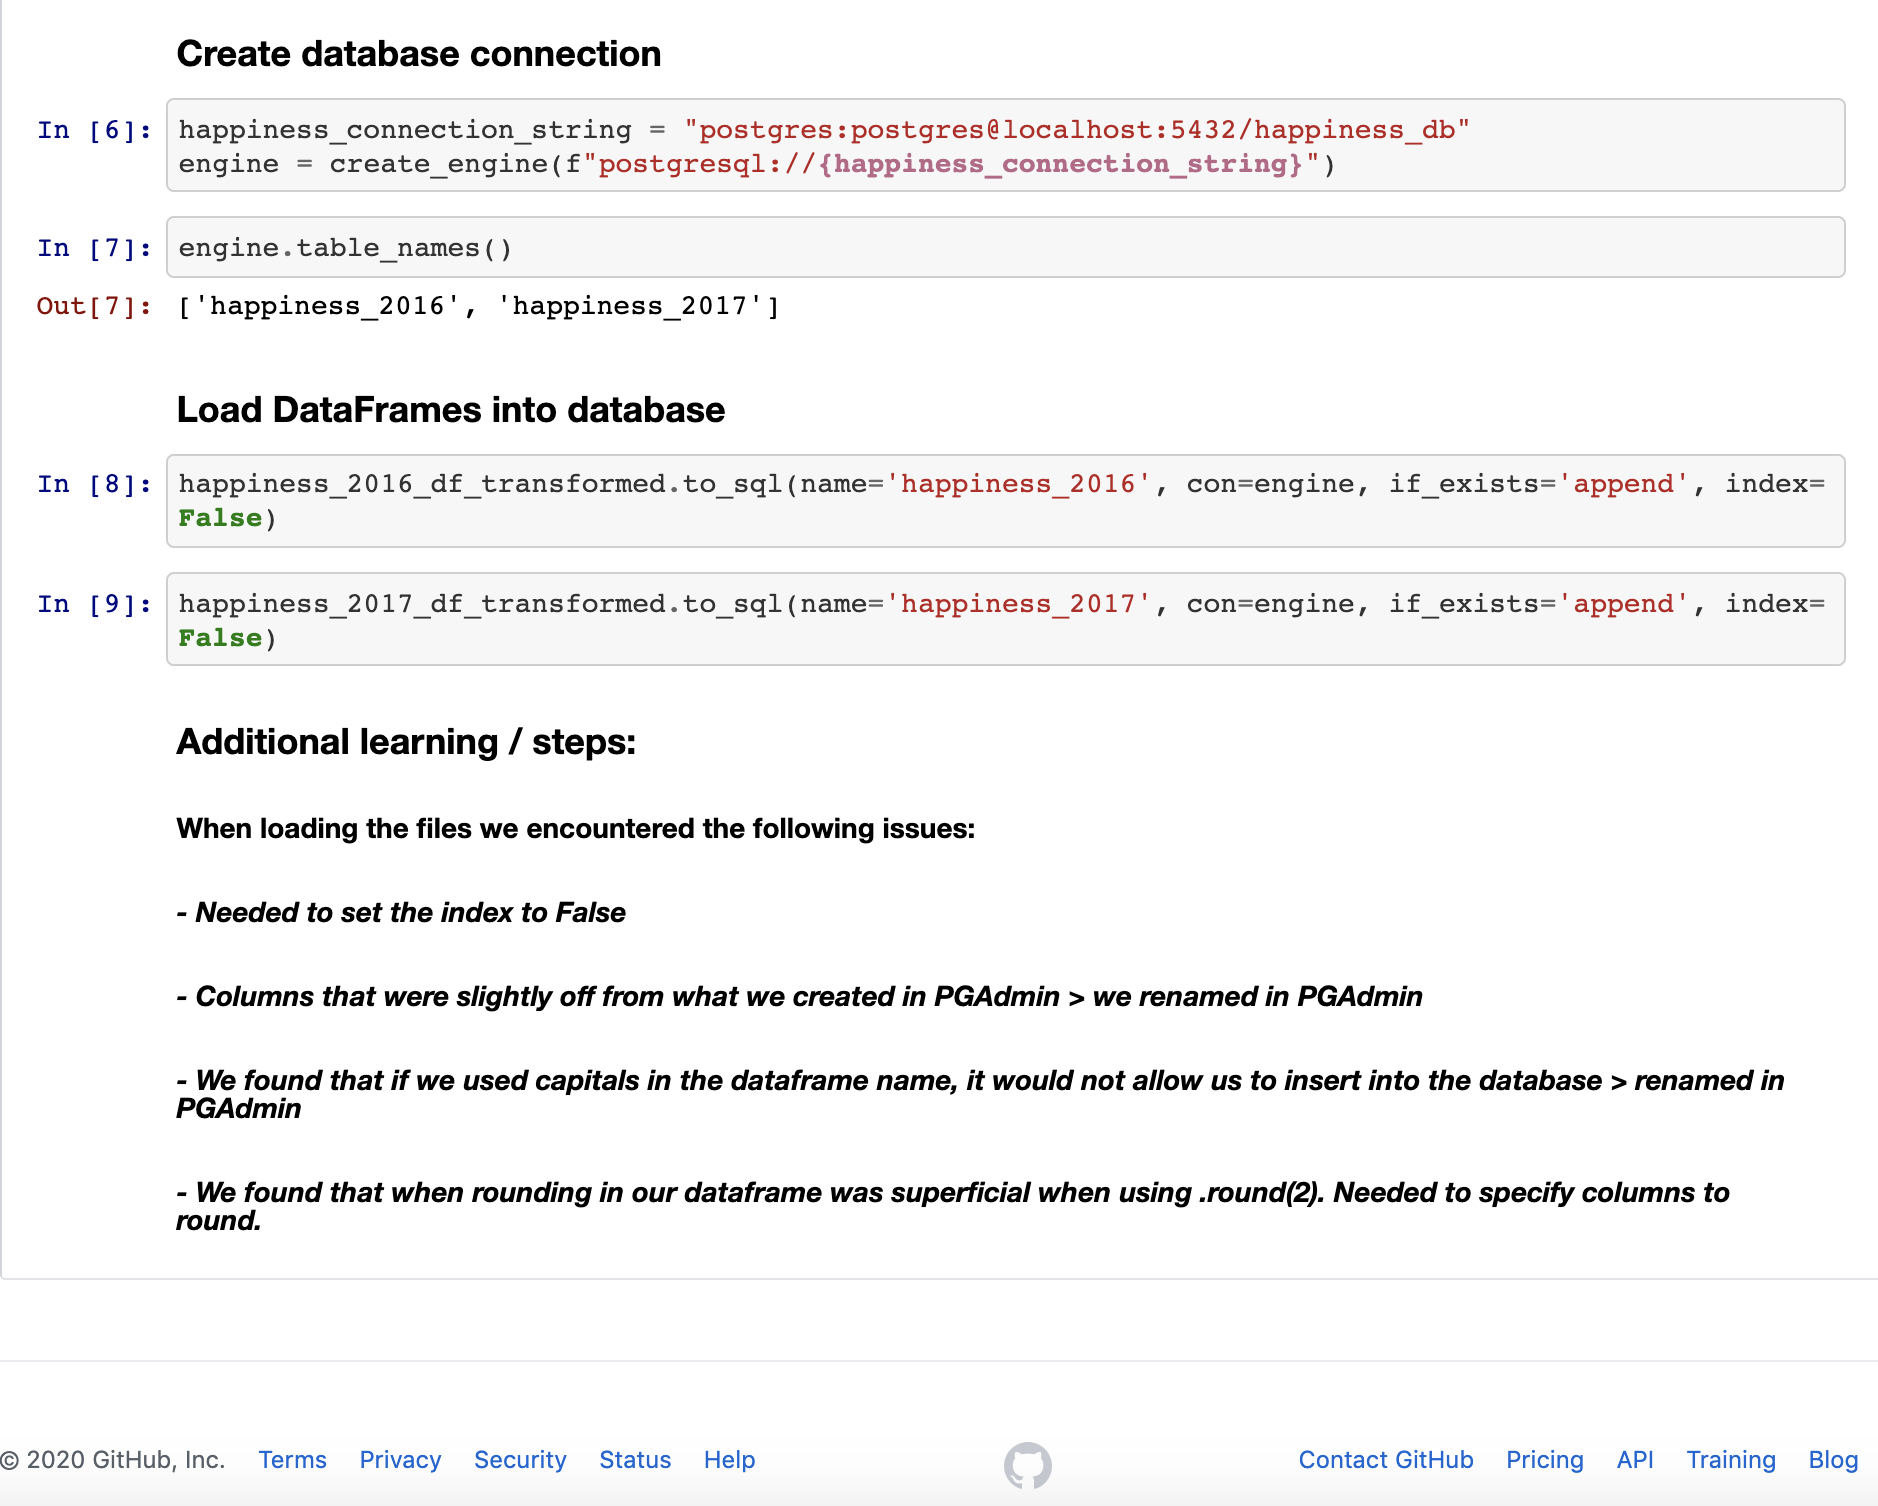 Create database connection
In [6]: happiness_connection_string = "postgres:postgres@localhost:5432/happiness_db"
engine = create_engine(f"postgresql://{happiness_connection_string}")
In [7]: engine.table_names()
Out[7]: ['happiness_2016', 'happiness_2017']
Load DataFrames into database
In [8]: happiness_2016_df_transformed.to_sql(name='happiness_2016', con=engine, if_exists='append', index=
False)
In [9]: happiness_2017_df_transformed.to_sql(name='happiness_2017', con=engine, if_exists='append', index=
False)
Additional learning / steps:
When loading the files we encountered the following issues:
- Needed to set the index to False
- Columns that were slightly off from what we created in PGAdmin > we renamed in PGAdmin
- We found that if we used capitals in the dataframe name, it would not allow us to insert into the database > renamed in
PGAdmin
- We found that when rounding in our dataframe was superficial when using .round(2). Needed to specify columns to
round.
© 2020 GitHub, Inc. Terms Privacy Security Status Help Contact GitHub Pricing API Training Blog